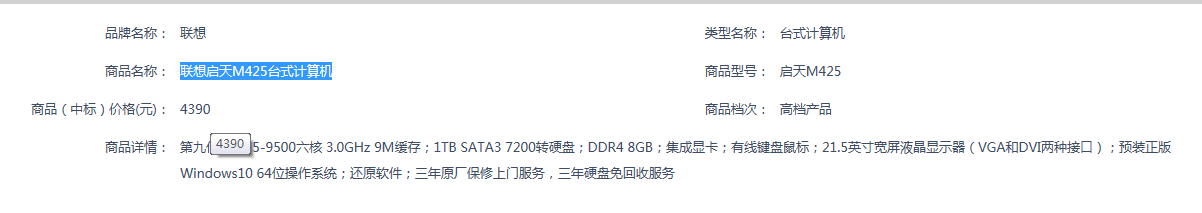 品牌名称： 联想 类型名称： 台式计算机
商品名称： 联想启天M425台式计算机 商品型号： 启天M425
商品（中标）价格(元)： 4390 商品档次： 高档产品
商品详情： 第九 4390 5-9500六核 3.0GHz 9M缓存；1TB SATA3 7200转硬盘；DDR4 8GB；集成显卡；有线键盘鼠标；21.5英寸宽屏液晶显示器（VGA和DVI两种接口）；预装正版
Windows10 64位操作系统；还原软件；三年原厂保修上门服务，三年硬盘免回收服务